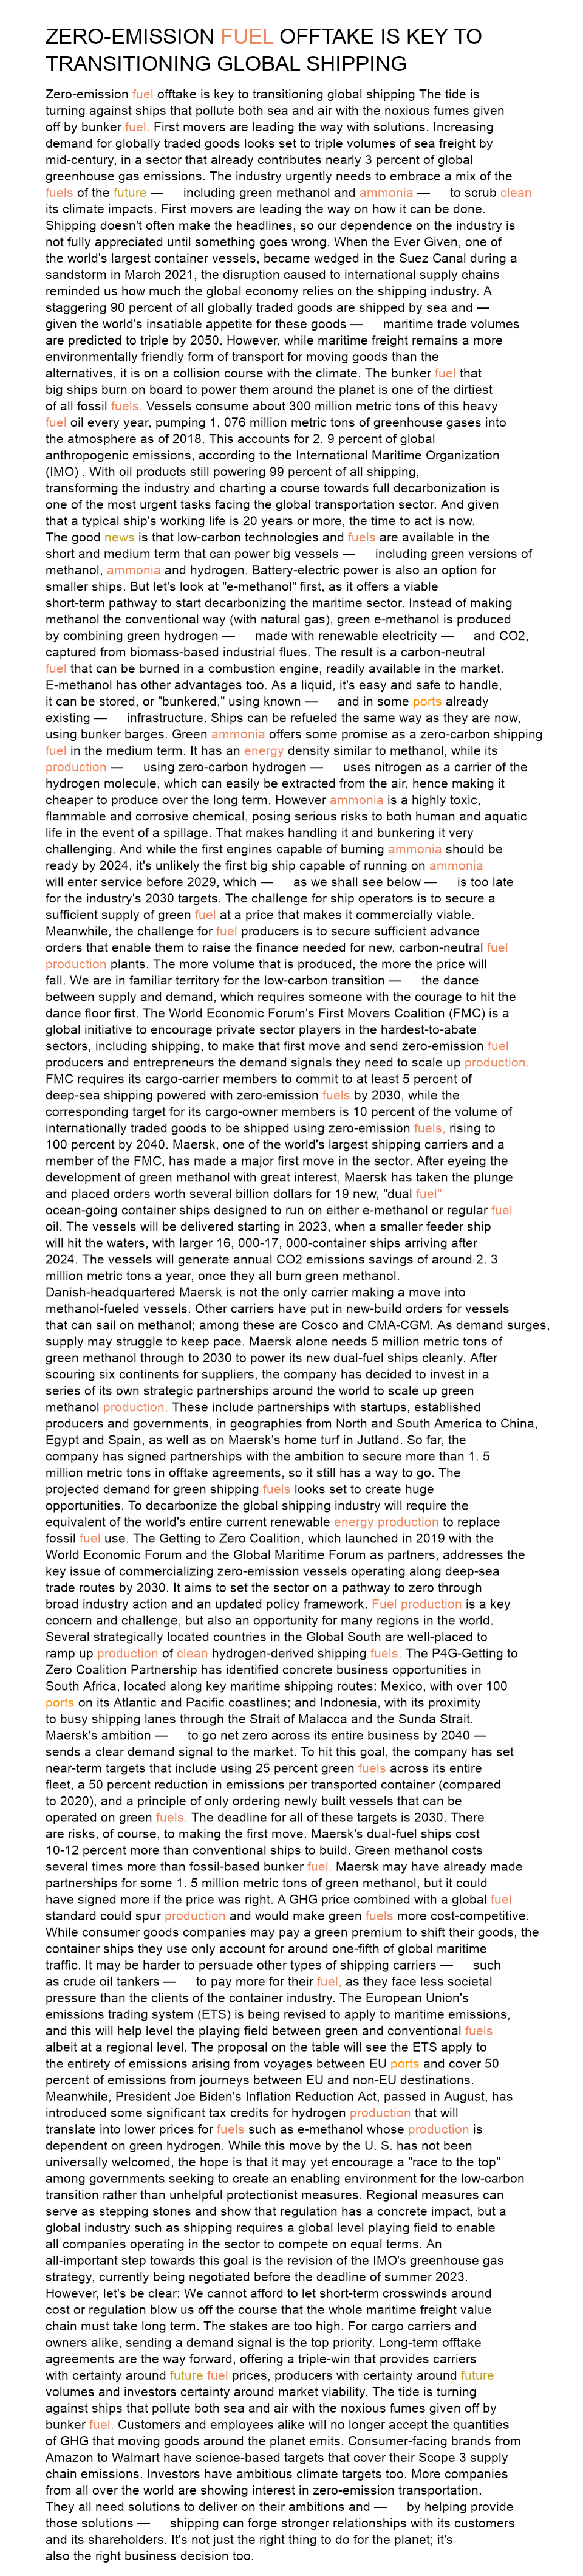 ZERO-EMISSION FUEL OFFTAKE IS KEY TO
TRANSITIONING GLOBAL SHIPPING
Zero-emission fuel offtake is key to transitioning global shipping The tide is
turning against ships that pollute both sea and air with the noxious fumes given
off by bunker fuel. First movers are leading the way with solutions. Increasing
demand for globally traded goods looks set to triple volumes of sea freight by
mid-century, in a sector that already contributes nearly 3 percent of global
greenhouse gas emissions. The industry urgently needs to embrace a mix of the
fuels of the future — including green methanol and ammonia — to scrub clean
its climate impacts. First movers are leading the way on how it can be done.
Shipping doesn't often make the headlines, so our dependence on the industry is
not fully appreciated until something goes wrong. When the Ever Given, one of
the world's largest container vessels, became wedged in the Suez Canal during a
sandstorm in March 2021, the disruption caused to international supply chains
reminded us how much the global economy relies on the shipping industry. A
staggering 90 percent of all globally traded goods are shipped by sea and —
given the world's insatiable appetite for these goods — maritime trade volumes
are predicted to triple by 2050. However, while maritime freight remains a more
environmentally friendly form of transport for moving goods than the
alternatives, it is on a collision course with the climate. The bunker fuel that
big ships burn on board to power them around the planet is one of the dirtiest
of all fossil fuels. Vessels consume about 300 million metric tons of this heavy
fuel oil every year, pumping 1, 076 million metric tons of greenhouse gases into
the atmosphere as of 2018. This accounts for 2. 9 percent of global
anthropogenic emissions, according to the International Maritime Organization
(IMO) . With oil products still powering 99 percent of all shipping,
transforming the industry and charting a course towards full decarbonization is
one of the most urgent tasks facing the global transportation sector. And given
that a typical ship's working life is 20 years or more, the time to act is now.
The good news is that low-carbon technologies and fuels are available in the
short and medium term that can power big vessels — including green versions of
methanol, ammonia and hydrogen. Battery-electric power is also an option for
smaller ships. But let's look at "e-methanol" first, as it offers a viable
short-term pathway to start decarbonizing the maritime sector. Instead of making
methanol the conventional way (with natural gas), green e-methanol is produced
by combining green hydrogen — made with renewable electricity — and CO2,
captured from biomass-based industrial flues. The result is a carbon-neutral
fuel that can be burned in a combustion engine, readily available in the market.
E-methanol has other advantages too. As a liquid, it's easy and safe to handle,
it can be stored, or "bunkered," using known — and in some ports already
existing — infrastructure. Ships can be refueled the same way as they are now,
using bunker barges. Green ammonia offers some promise as a zero-carbon shipping
fuel in the medium term. It has an energy density similar to methanol, while its
production — using zero-carbon hydrogen — uses nitrogen as a carrier of the
hydrogen molecule, which can easily be extracted from the air, hence making it
cheaper to produce over the long term. However ammonia is a highly toxic,
flammable and corrosive chemical, posing serious risks to both human and aquatic
life in the event of a spillage. That makes handling it and bunkering it very
challenging. And while the first engines capable of burning ammonia should be
ready by 2024, it's unlikely the first big ship capable of running on ammonia
will enter service before 2029, which — as we shall see below — is too late
for the industry's 2030 targets. The challenge for ship operators is to secure a
sufficient supply of green fuel at a price that makes it commercially viable.
Meanwhile, the challenge for fuel producers is to secure sufficient advance
orders that enable them to raise the finance needed for new, carbon-neutral fuel
production plants. The more volume that is produced, the more the price will
fall. We are in familiar territory for the low-carbon transition — the dance
between supply and demand, which requires someone with the courage to hit the
dance floor first. The World Economic Forum's First Movers Coalition (FMC) is a
global initiative to encourage private sector players in the hardest-to-abate
sectors, including shipping, to make that first move and send zero-emission fuel
producers and entrepreneurs the demand signals they need to scale up production.
FMC requires its cargo-carrier members to commit to at least 5 percent of
deep-sea shipping powered with zero-emission fuels by 2030, while the
corresponding target for its cargo-owner members is 10 percent of the volume of
internationally traded goods to be shipped using zero-emission fuels, rising to
100 percent by 2040. Maersk, one of the world's largest shipping carriers and a
member of the FMC, has made a major first move in the sector. After eyeing the
development of green methanol with great interest, Maersk has taken the plunge
and placed orders worth several billion dollars for 19 new, "dual fuel"
ocean-going container ships designed to run on either e-methanol or regular fuel
oil. The vessels will be delivered starting in 2023, when a smaller feeder ship
will hit the waters, with larger 16, 000-17, 000-container ships arriving after
2024. The vessels will generate annual CO2 emissions savings of around 2. 3
million metric tons a year, once they all burn green methanol.
Danish-headquartered Maersk is not the only carrier making a move into
methanol-fueled vessels. Other carriers have put in new-build orders for vessels
that can sail on methanol; among these are Cosco and CMA-CGM. As demand surges,
supply may struggle to keep pace. Maersk alone needs 5 million metric tons of
green methanol through to 2030 to power its new dual-fuel ships cleanly. After
scouring six continents for suppliers, the company has decided to invest in a
series of its own strategic partnerships around the world to scale up green
methanol production. These include partnerships with startups, established
producers and governments, in geographies from North and South America to China,
Egypt and Spain, as well as on Maersk's home turf in Jutland. So far, the
company has signed partnerships with the ambition to secure more than 1. 5
million metric tons in offtake agreements, so it still has a way to go. The
projected demand for green shipping fuels looks set to create huge
opportunities. To decarbonize the global shipping industry will require the
equivalent of the world's entire current renewable energy production to replace
fossil fuel use. The Getting to Zero Coalition, which launched in 2019 with the
World Economic Forum and the Global Maritime Forum as partners, addresses the
key issue of commercializing zero-emission vessels operating along deep-sea
trade routes by 2030. It aims to set the sector on a pathway to zero through
broad industry action and an updated policy framework. Fuel production is a key
concern and challenge, but also an opportunity for many regions in the world.
Several strategically located countries in the Global South are well-placed to
ramp up production of clean hydrogen-derived shipping fuels. The P4G-Getting to
Zero Coalition Partnership has identified concrete business opportunities in
South Africa, located along key maritime shipping routes: Mexico, with over 100
ports on its Atlantic and Pacific coastlines; and Indonesia, with its proximity
to busy shipping lanes through the Strait of Malacca and the Sunda Strait.
Maersk's ambition — to go net zero across its entire business by 2040 —
sends a clear demand signal to the market. To hit this goal, the company has set
near-term targets that include using 25 percent green fuels across its entire
fleet, a 50 percent reduction in emissions per transported container (compared
to 2020), and a principle of only ordering newly built vessels that can be
operated on green fuels. The deadline for all of these targets is 2030. There
are risks, of course, to making the first move. Maersk's dual-fuel ships cost
10-12 percent more than conventional ships to build. Green methanol costs
several times more than fossil-based bunker fuel. Maersk may have already made
partnerships for some 1. 5 million metric tons of green methanol, but it could
have signed more if the price was right. A GHG price combined with a global fuel
standard could spur production and would make green fuels more cost-competitive.
While consumer goods companies may pay a green premium to shift their goods, the
container ships they use only account for around one-fifth of global maritime
traffic. It may be harder to persuade other types of shipping carriers — such
as crude oil tankers — to pay more for their fuel, as they face less societal
pressure than the clients of the container industry. The European Union's
emissions trading system (ETS) is being revised to apply to maritime emissions,
and this will help level the playing field between green and conventional fuels
albeit at a regional level. The proposal on the table will see the ETS apply to
the entirety of emissions arising from voyages between EU ports and cover 50
percent of emissions from journeys between EU and non-EU destinations.
Meanwhile, President Joe Biden's Inflation Reduction Act, passed in August, has
introduced some significant tax credits for hydrogen production that will
translate into lower prices for fuels such as e-methanol whose production is
dependent on green hydrogen. While this move by the U. S. has not been
universally welcomed, the hope is that it may yet encourage a "race to the top"
among governments seeking to create an enabling environment for the low-carbon
transition rather than unhelpful protectionist measures. Regional measures can
serve as stepping stones and show that regulation has a concrete impact, but a
global industry such as shipping requires a global level playing field to enable
all companies operating in the sector to compete on equal terms. An
all-important step towards this goal is the revision of the IMO's greenhouse gas
strategy, currently being negotiated before the deadline of summer 2023.
However, let's be clear: We cannot afford to let short-term crosswinds around
cost or regulation blow us off the course that the whole maritime freight value
chain must take long term. The stakes are too high. For cargo carriers and
owners alike, sending a demand signal is the top priority. Long-term offtake
agreements are the way forward, offering a triple-win that provides carriers
with certainty around future fuel prices, producers with certainty around future
volumes and investors certainty around market viability. The tide is turning
against ships that pollute both sea and air with the noxious fumes given off by
bunker fuel. Customers and employees alike will no longer accept the quantities
of GHG that moving goods around the planet emits. Consumer-facing brands from
Amazon to Walmart have science-based targets that cover their Scope 3 supply
chain emissions. Investors have ambitious climate targets too. More companies
from all over the world are showing interest in zero-emission transportation.
They all need solutions to deliver on their ambitions and — by helping provide
those solutions — shipping can forge stronger relationships with its customers
and its shareholders. It's not just the right thing to do for the planet; it's
also the right business decision too.